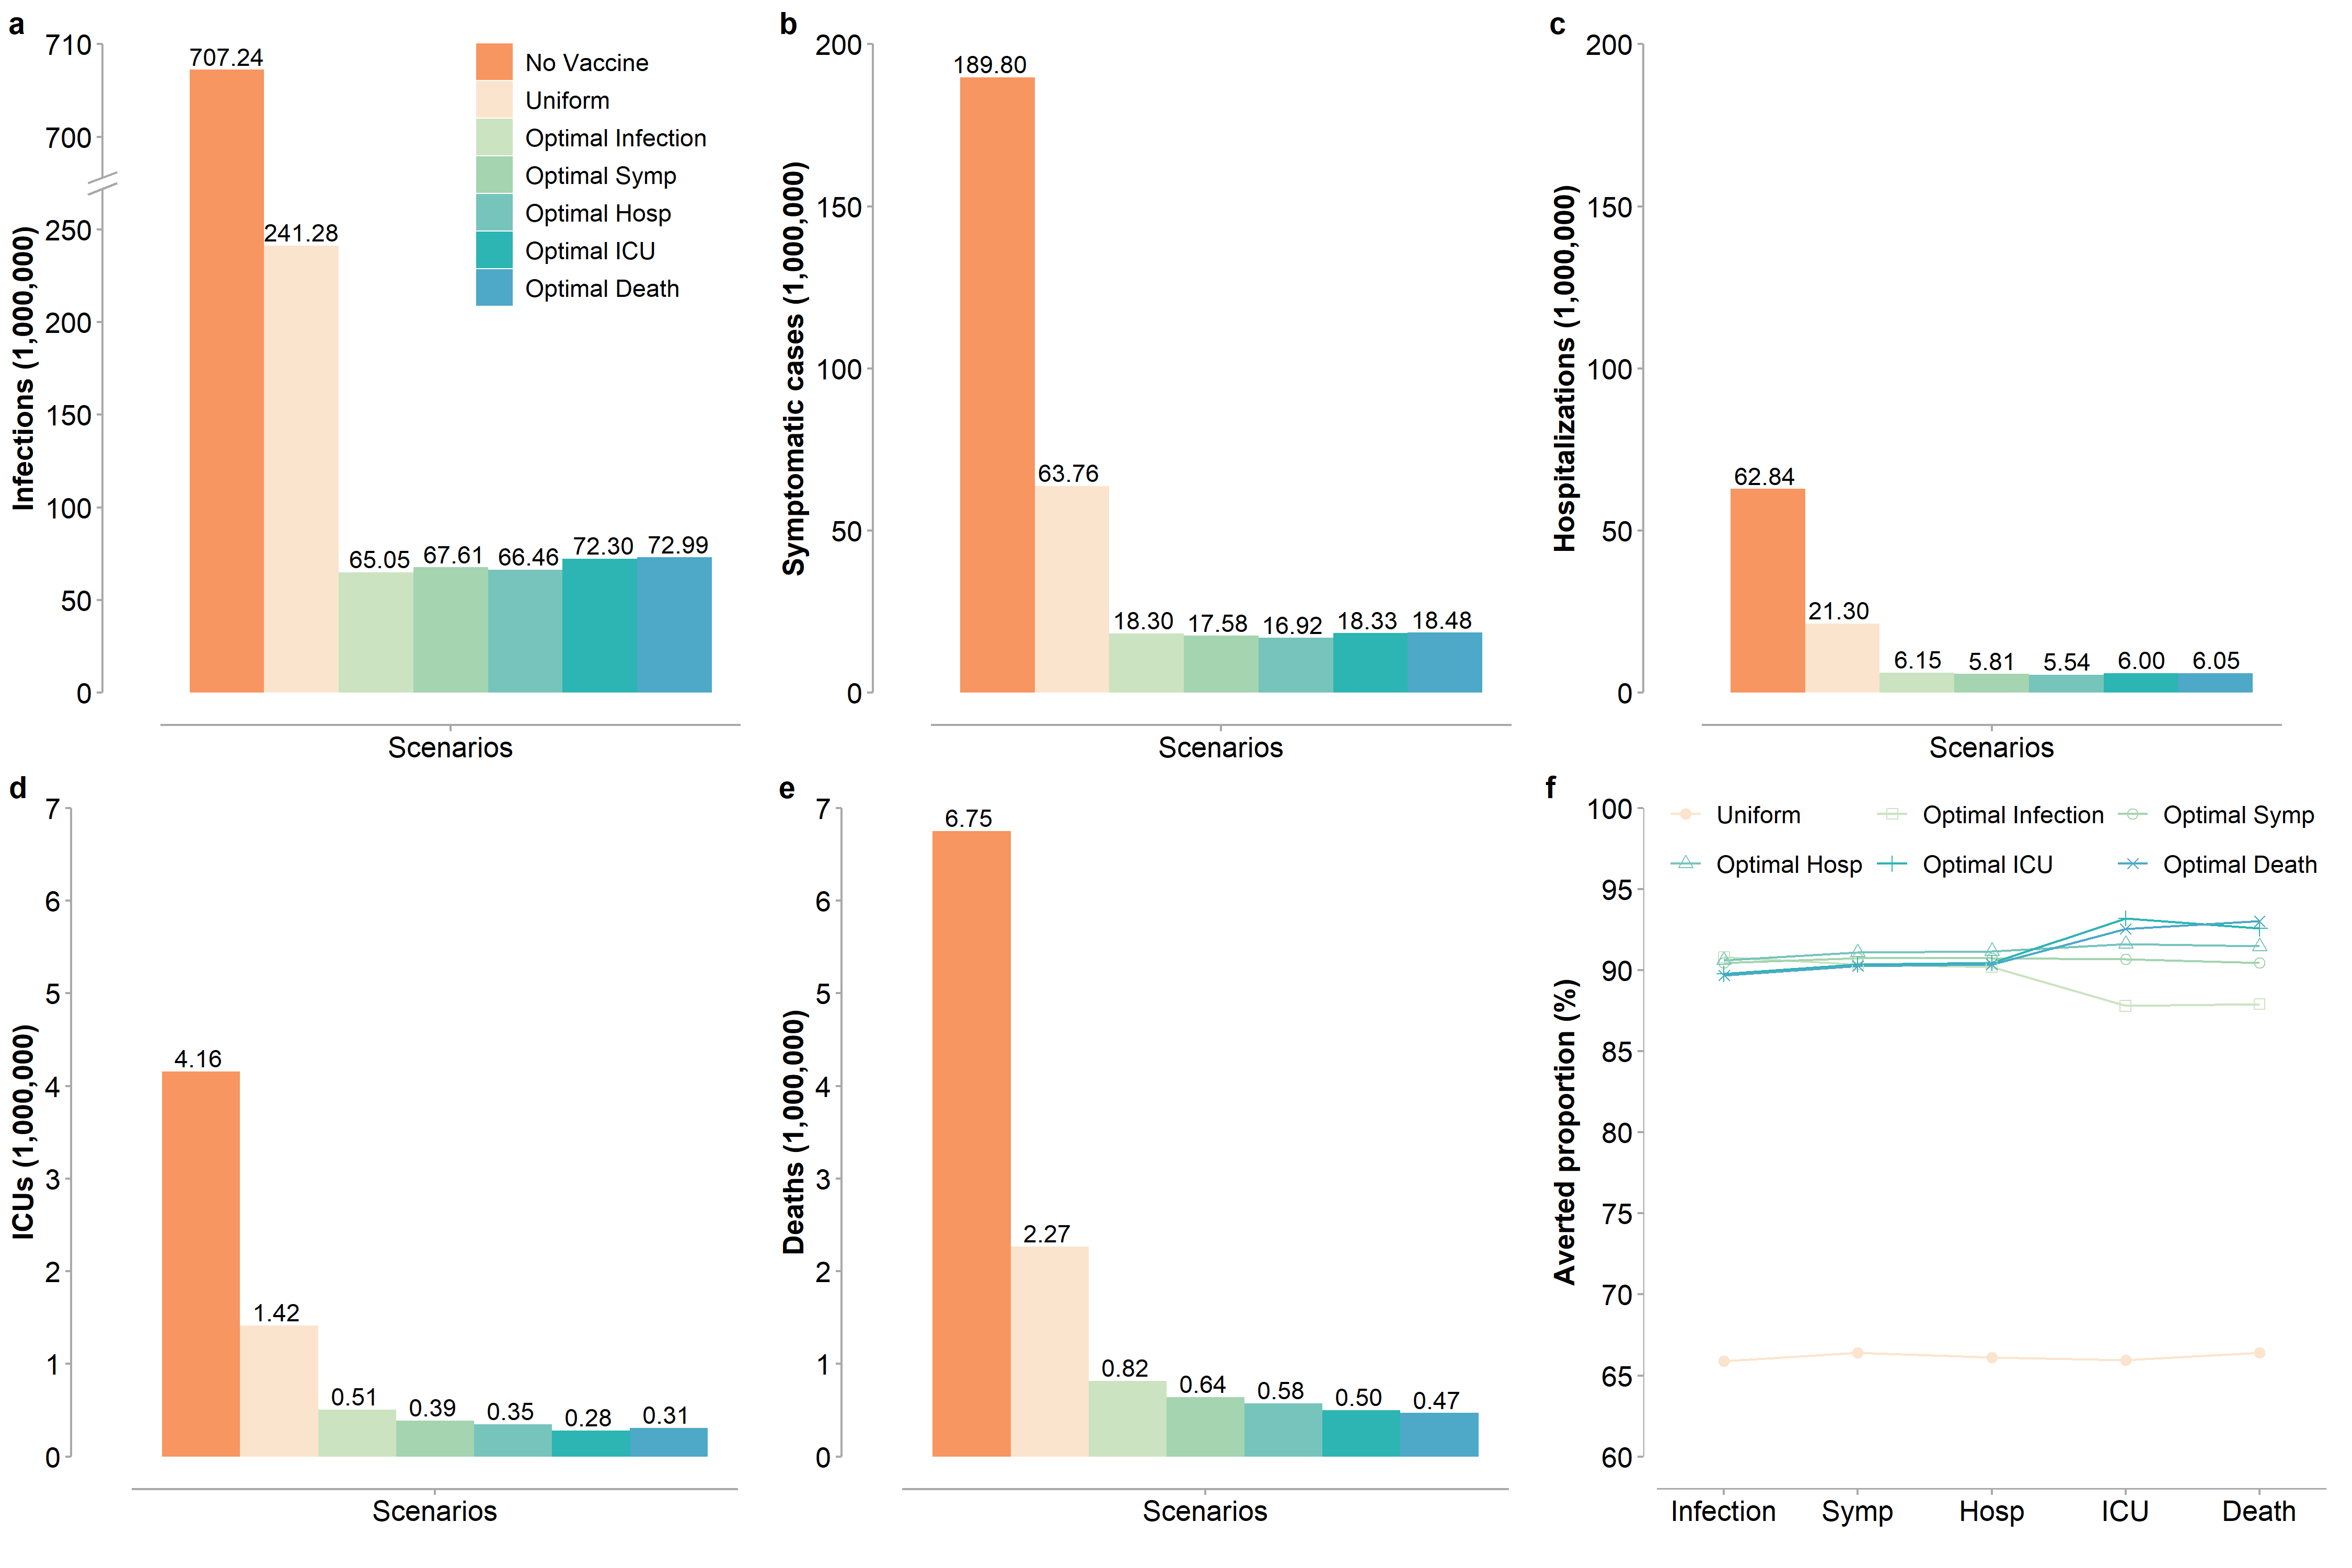 a
710
700
250
200
150
100
50
0
Infections (1,000,000)
707.24
241.28
65.05
67.61
66.46
72.30
72.99
No Vaccine
Uniform
Optimal Infection
Optimal Symp
Optimal Hosp
Optimal ICU
Optimal Death
Scenarios
b
200
150
100
50
0
Symptomatic cases (1,000,000)
189.80
63.76
18.30
17.58
16.92
18.33
18.48
Scenarios
c
200
150
100
50
0
Hospitalizations (1,000,000)
62.84
21.30
6.15
5.81
5.54
6.00
6.05
Scenarios
d
7
6
5
4
3
2
1
0
ICUs (1,000,000)
4.16
1.42
0.51
0.39
0.35
0.28
0.31
Scenarios
e
7
6
5
4
3
2
1
0
Deaths (1,000,000)
6.75
2.27
0.82
0.64
0.58
0.50
0.47
Scenarios
f
100
95
90
85
80
75
70
65
60
Averted proportion (%)
Uniform Optimal Infection Optimal Symp
Optimal Hosp Optimal ICU Optimal Death
Infection Symp Hosp ICU Death